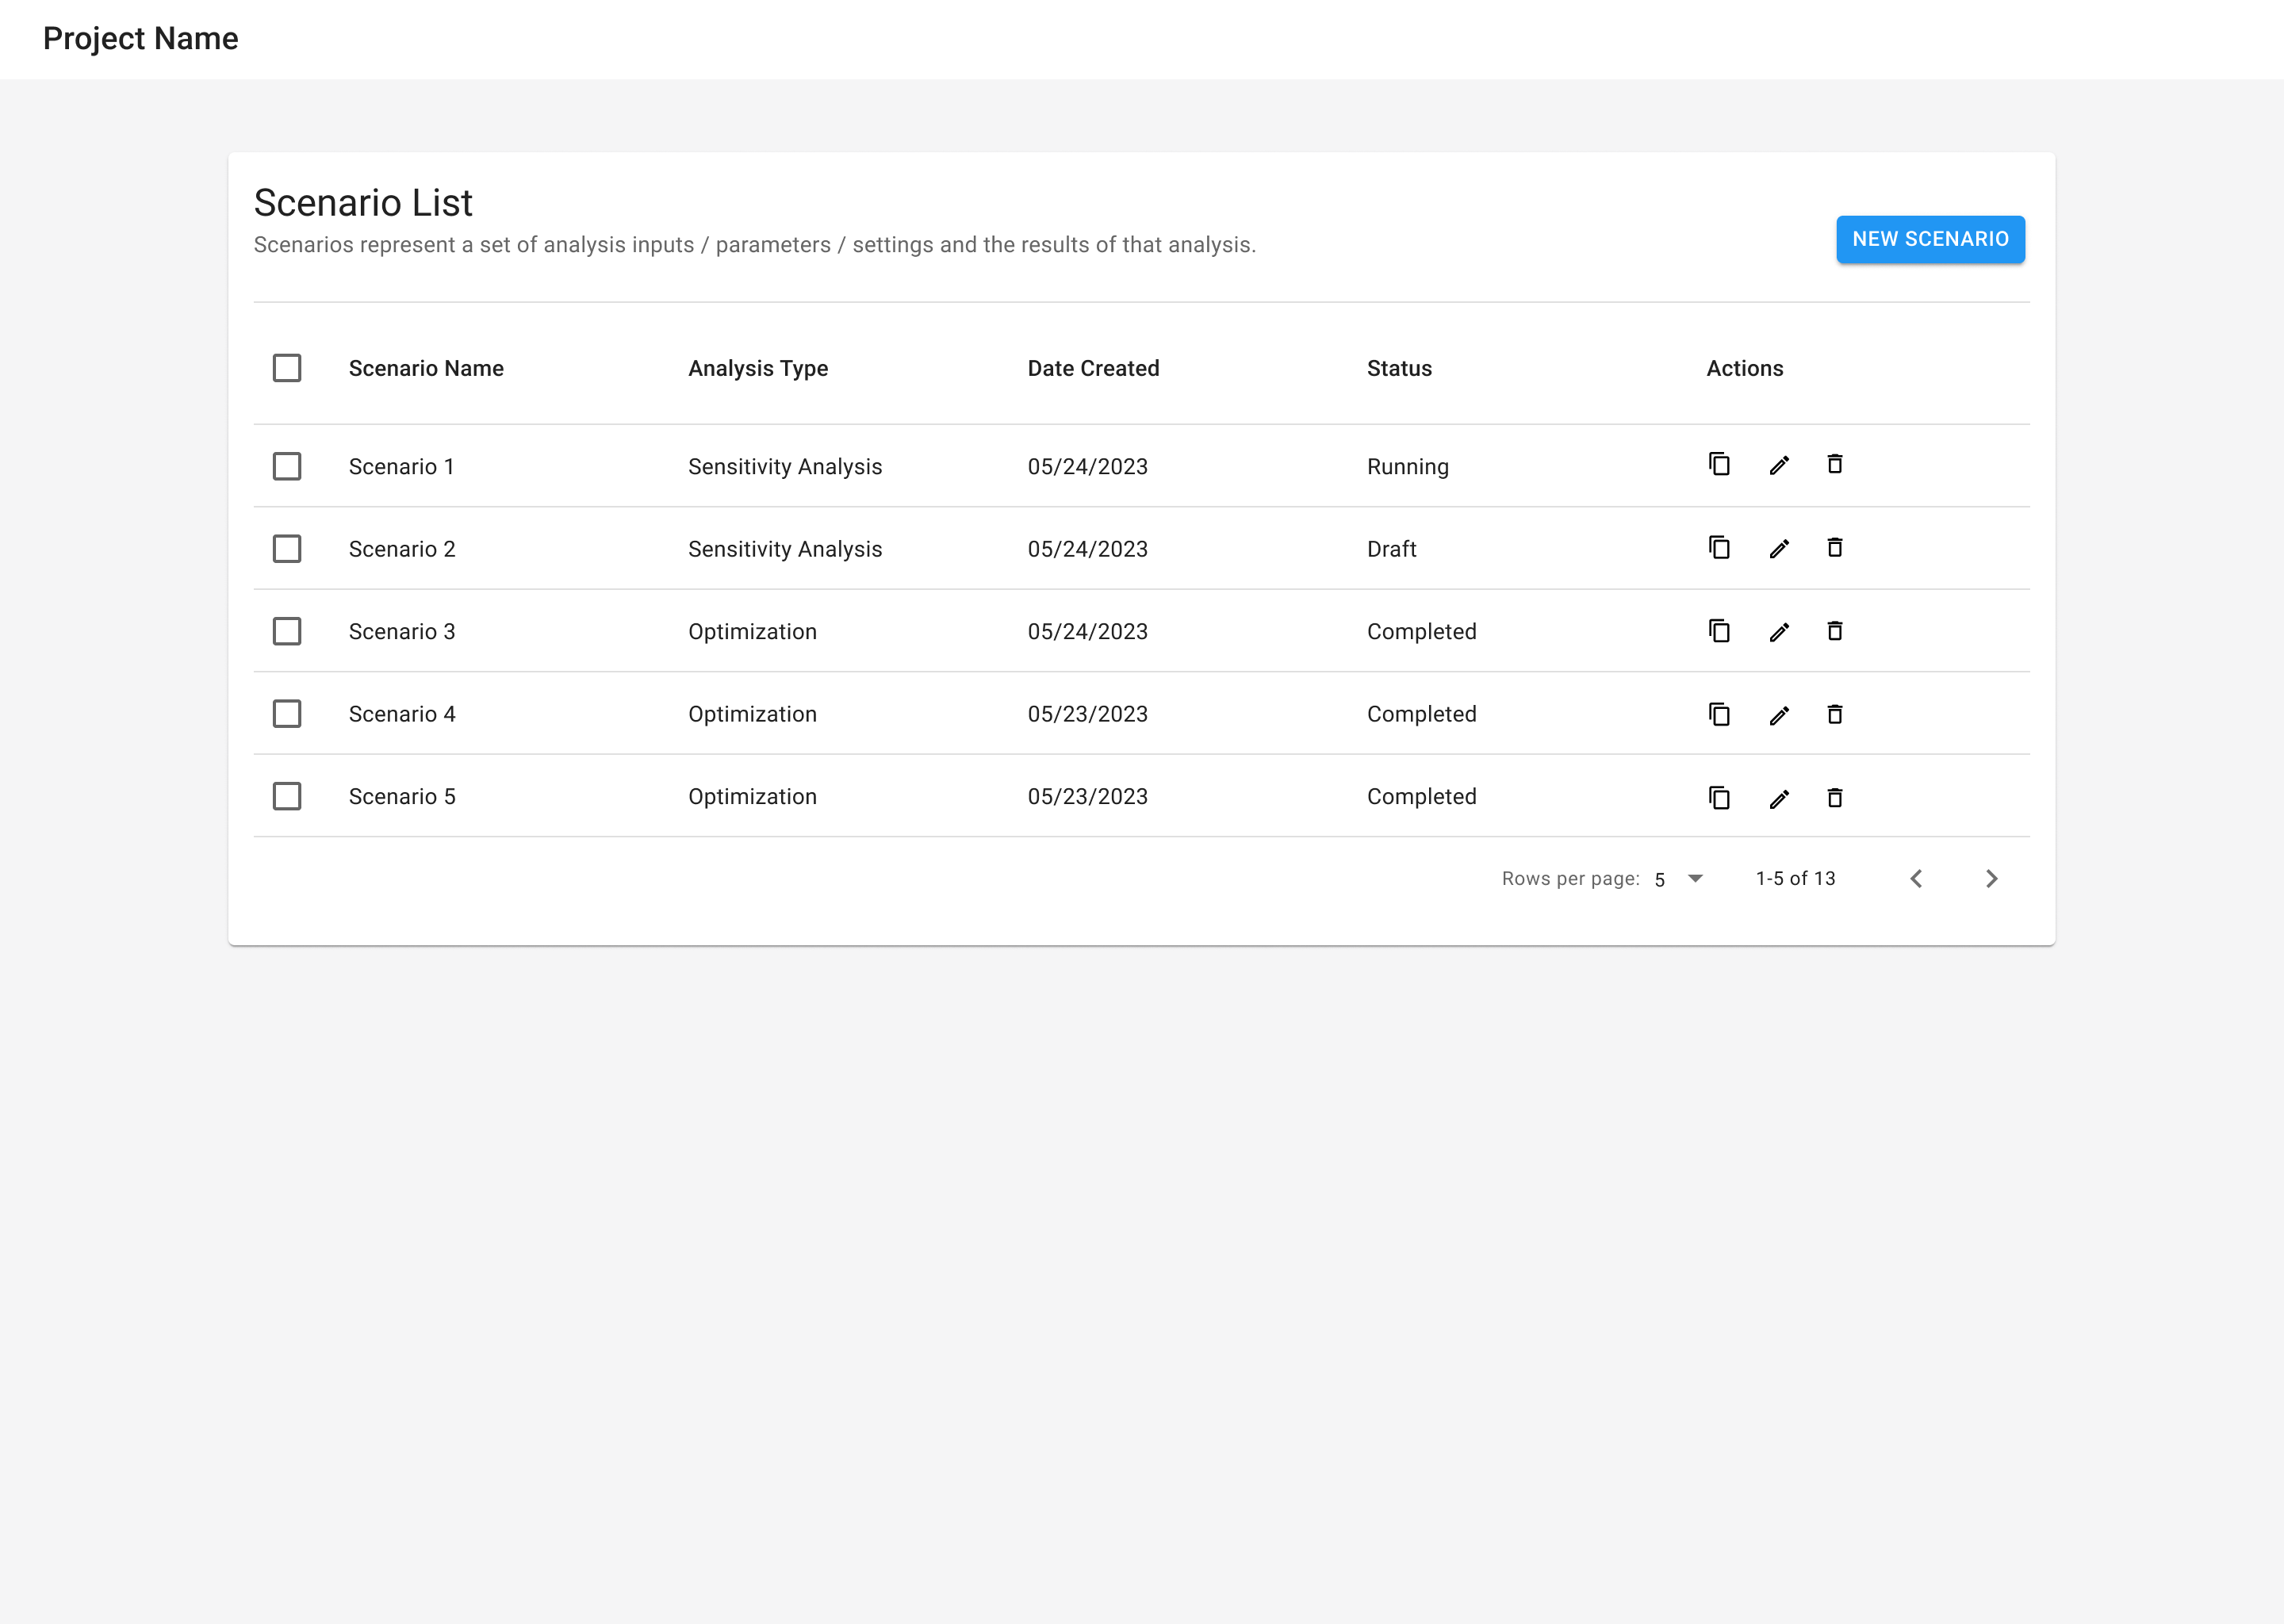 Project Name
Scenario List
Scenarios represent a set of analysis inputs / parameters / settings and the results of that analysis.
NEW SCENARIO
Scenario Name Analysis Type Date Created Status Actions
Scenario 1 Sensitivity Analysis 05/24/2023 Running
Scenario 2 Sensitivity Analysis 05/24/2023 Draft
Scenario 3 Optimization 05/24/2023 Completed
Scenario 4 Optimization 05/23/2023 Completed
Scenario 5 Optimization 05/23/2023 Completed
Rows per page: 5 1-5 of 13